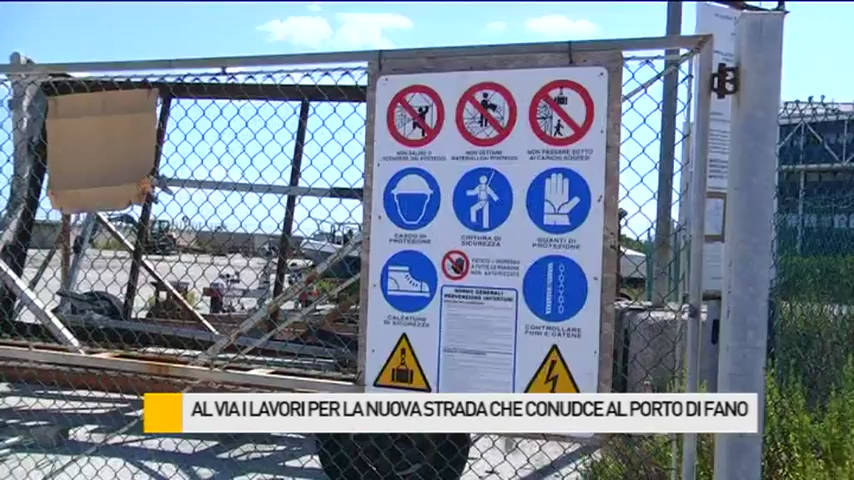 NON SALIRE O
SCENDERE DAI PONTEGGI
NON GETTARE
MATERIALI DAI PONTEGGI
NON PASSARE SOTTO
AI CARICHI SOSPESI
CASCO DI
PROTEZIONE
CINTURA DI
SICUREZZA
GUANTI DI
PROTEZIONE
VIETATO L'INGRESSO
A TUTTE LE PERSONE
NON AUTORIZZATE
CALZATURE
DI SICUREZZA
NORME GENERALI
PREVENZIONE INFORTUNI
CONTROLLARE
FUNI E CATENE
AL VIA I LAVORI PER LA NUOVA STRADA CHE CONUDCE AL PORTO DI FANO